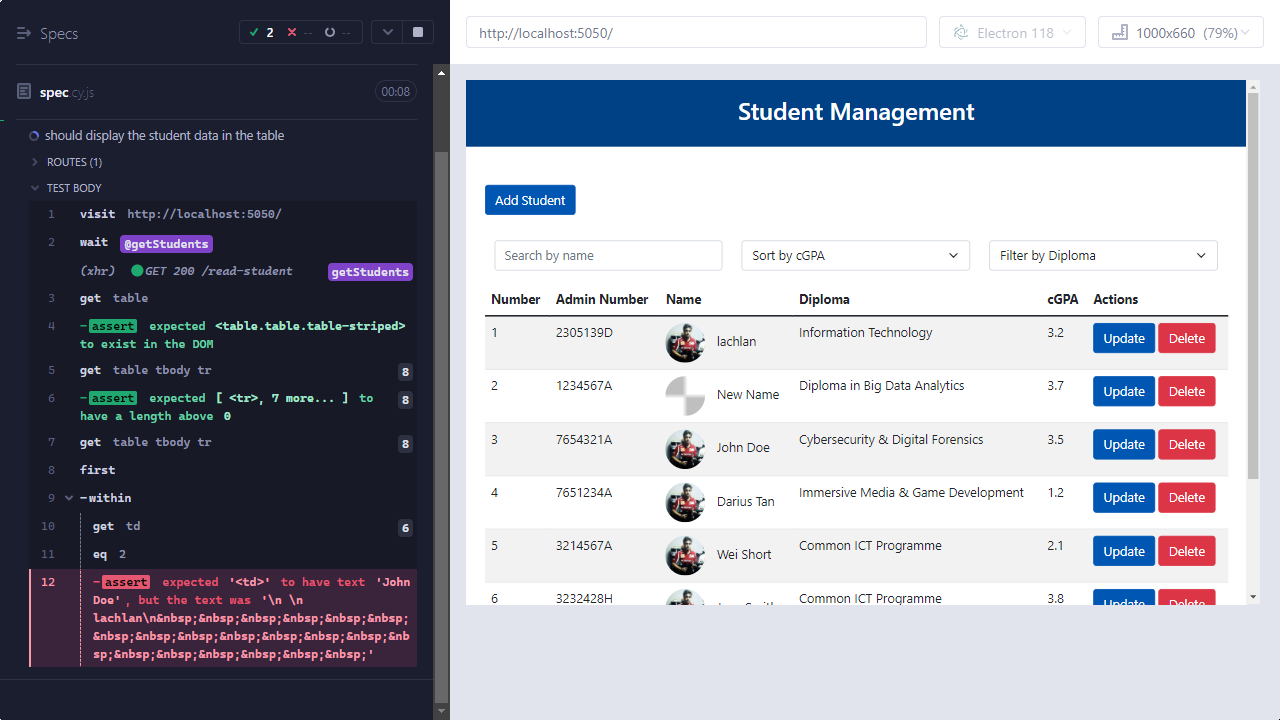 Specs
2
--
--
spec.cy.js
00:08
should display the student data in the table
ROUTES (1)
TEST BODY
1 visit http://localhost:5050/
2 wait @getStudents
(xhr) GET 200 /read-student getStudents
3 get table
4 -assert expected <table.table.table-striped>
to exist in the DOM
5 get table tbody tr 8
6 -assert expected [ <tr>, 7 more... ] to 8
have a length above 0
7 get table tbody tr 8
8 first
9 -within
10 get td 6
11 eq 2
12 -assert expected '<td>' to have text 'John
Doe', but the text was '\n \n
lachlan\n&nbsp;&nbsp;&nbsp;&nbsp;&nbsp;&nbsp;
&nbsp;&nbsp;&nbsp;&nbsp;&nbsp;&nbsp;&nbsp;&nb
sp;&nbsp;&nbsp;&nbsp;&nbsp;&nbsp;&nbsp;'
http://localhost:5050/
Electron 118
1000x660 (79%)
Student Management
Add Student
Search by name
Sort by cGPA
Filter by Diploma
Number Admin Number Name Diploma cGPA Actions
1 2305139D lachlan Information Technology 3.2 Update Delete
2 1234567A New Name Diploma in Big Data Analytics 3.7 Update Delete
3 7654321A John Doe Cybersecurity & Digital Forensics 3.5 Update Delete
4 7651234A Darius Tan Immersive Media & Game Development 1.2 Update Delete
5 3214567A Wei Short Common ICT Programme 2.1 Update Delete
6 3232428H Common ICT Programme 3.8 Update Delete